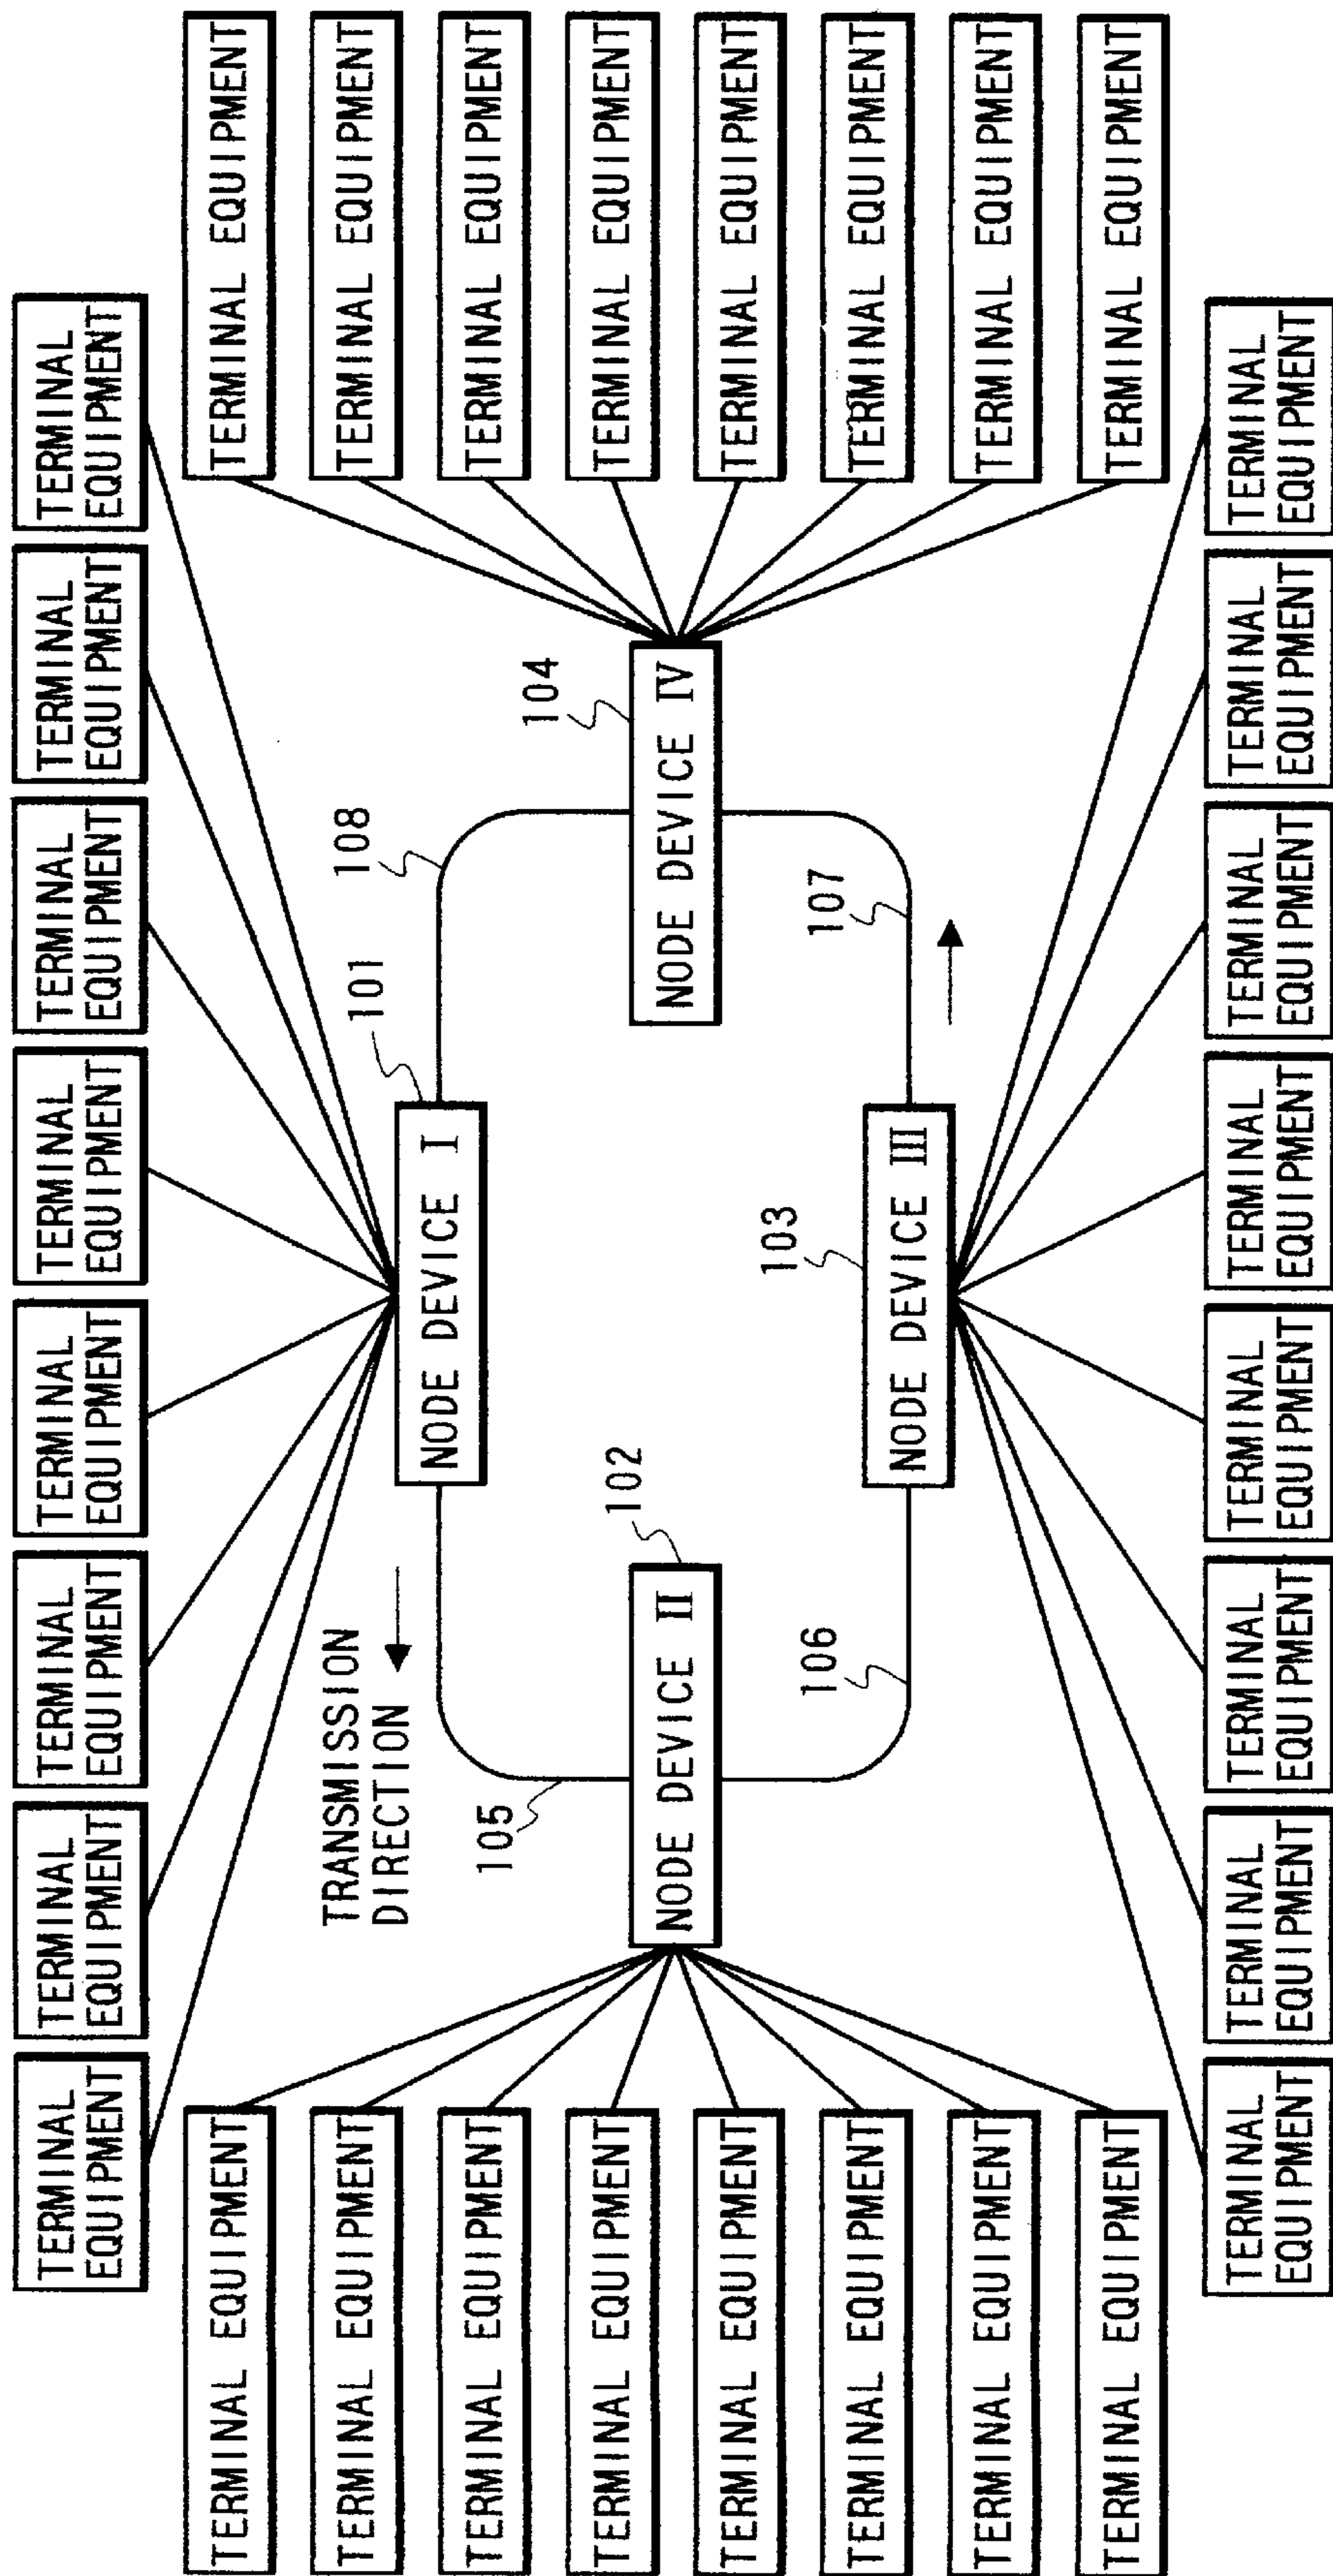 TERMINAL
EQUIPMENT
TERMINAL
EQUIPMENT
TERMINAL
EQUIPMENT
TERMINAL
EQUIPMENT
TERMINAL
EQUIPMENT
TERMINAL
EQUIPMENT
TERMINAL
EQUIPMENT
TERMINAL
EQUIPMENT
TERMINAL EQUIPMENT
TERMINAL EQUIPMENT
TERMINAL EQUIPMENT
TERMINAL EQUIPMENT
TERMINAL EQUIPMENT
TERMINAL EQUIPMENT
TERMINAL EQUIPMENT
TERMINAL EQUIPMENT
TRANSMISSION
DIRECTION
105
NODE DEVICE II
102
106
101
NODE DEVICE I
103
NODE DEVICE III
108
104
NODE DEVICE IV
107
TERMINAL EQUIPMENT
TERMINAL EQUIPMENT
TERMINAL EQUIPMENT
TERMINAL EQUIPMENT
TERMINAL EQUIPMENT
TERMINAL EQUIPMENT
TERMINAL EQUIPMENT
TERMINAL EQUIPMENT
TERMINAL
EQUIPMENT
TERMINAL
EQUIPMENT
TERMINAL
EQUIPMENT
TERMINAL
EQUIPMENT
TERMINAL
EQUIPMENT
TERMINAL
EQUIPMENT
TERMINAL
EQUIPMENT
TERMINAL
EQUIPMENT